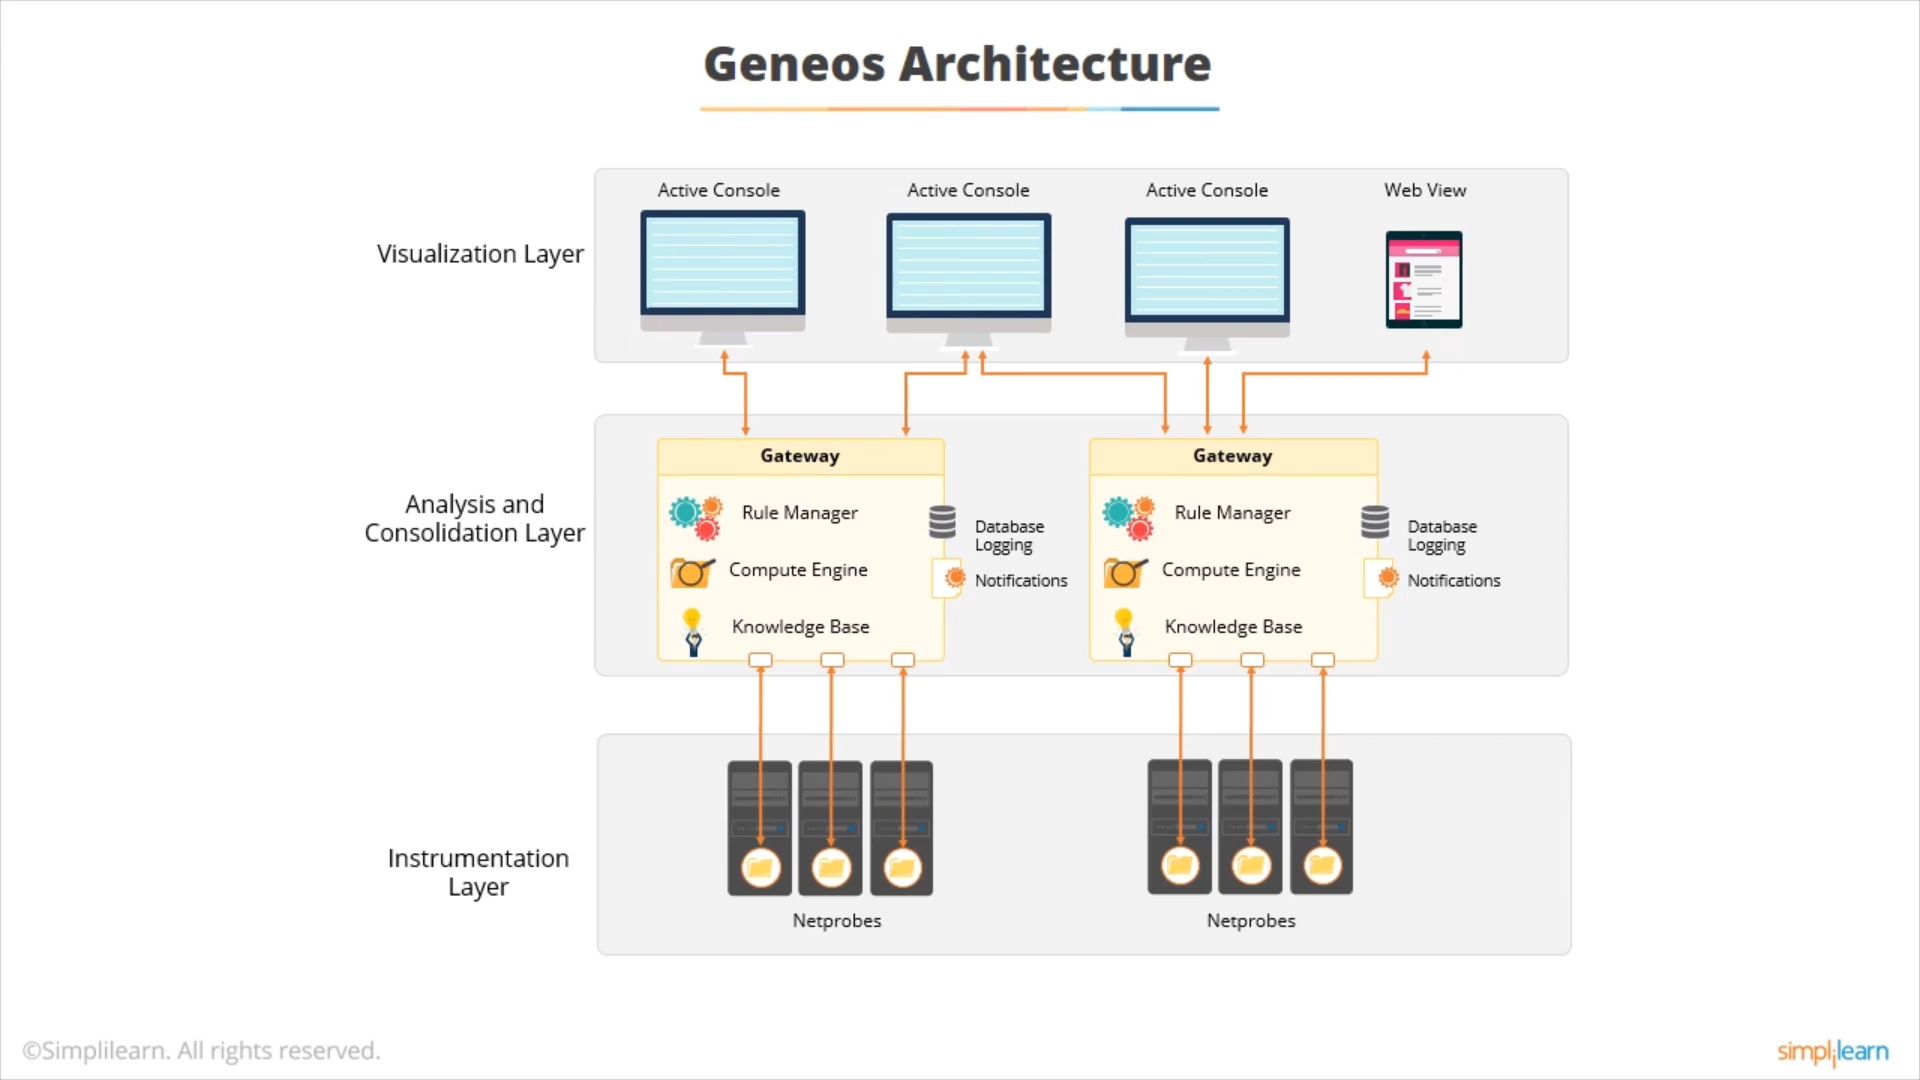 Geneos Architecture
Active Console
Active Console
Active Console
Web View
Visualization Layer
Analysis and
Consolidation Layer
Gateway
Rule Manager
Compute Engine
Knowledge Base
Database
Logging
Notifications
Gateway
Rule Manager
Compute Engine
Knowledge Base
Database
Logging
Notifications
Instrumentation
Layer
Netprobes
Netprobes
©Simplilearn. All rights reserved.
simplilearn